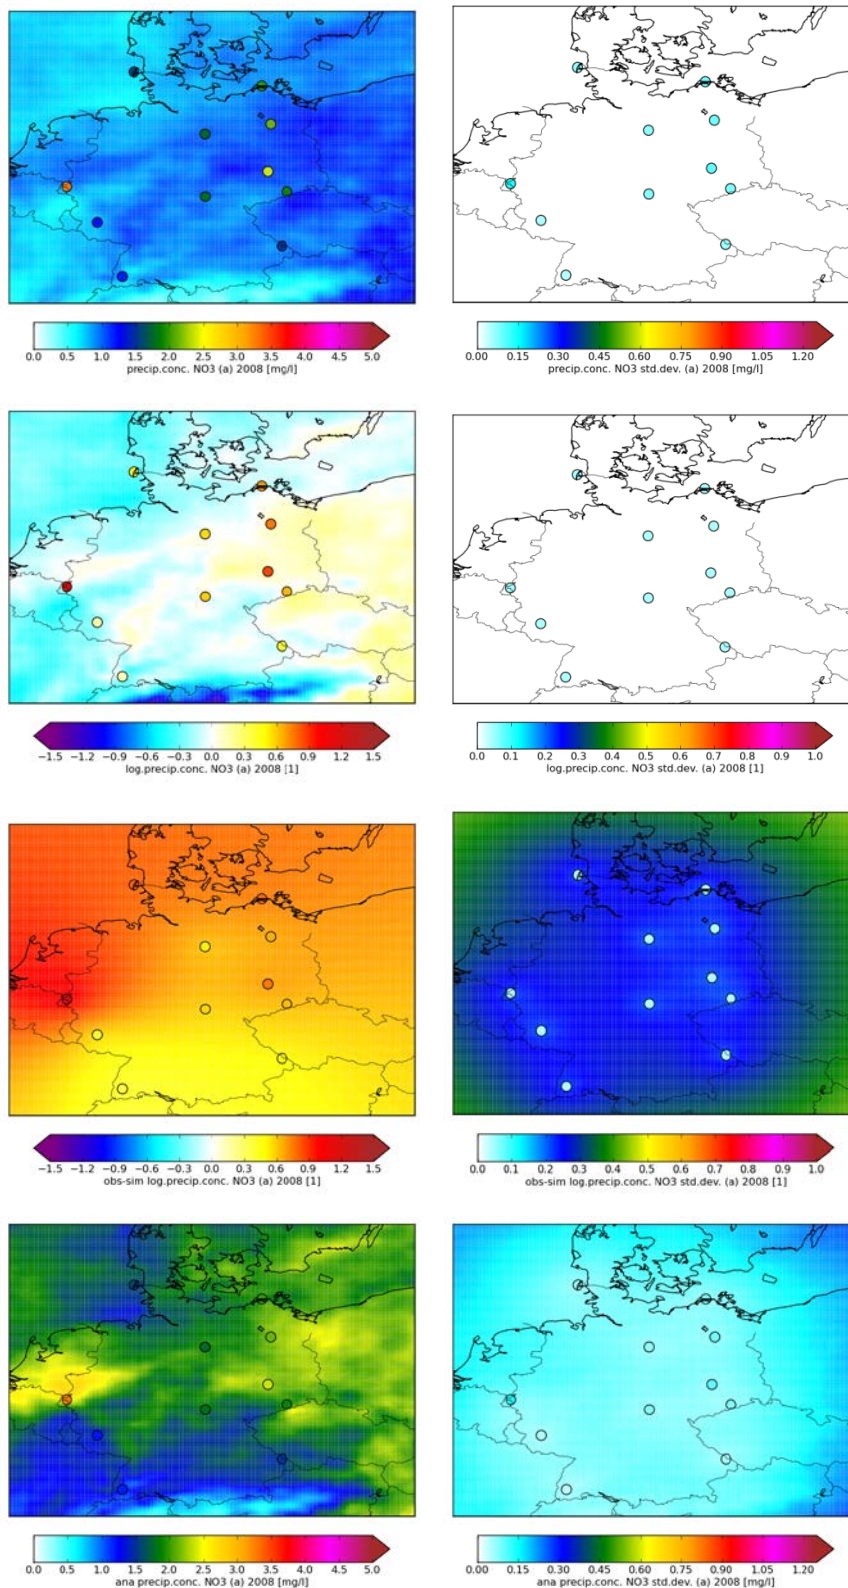 0.0 0.5 1.0 1.5 2.0 2.5 3.0 3.5 4.0 4.5 5.0
precip.conc. NO3 (a) 2008 [mg/l]
0.00 0.15 0.30 0.45 0.60 0.75 0.90 1.05 1.20
precip.conc. NO3 std.dev. (a) 2008 [mg/l]
−1.5 −1.2 −0.9 −0.6 −0.3 0.0 0.3 0.6 0.9 1.2 1.5
log.precip.conc. NO3 (a) 2008 [1]
0.0 0.1 0.2 0.3 0.4 0.5 0.6 0.7 0.8 0.9 1.0
log.precip.conc. NO3 std.dev. (a) 2008 [1]
−1.5 −1.2 −0.9 −0.6 −0.3 0.0 0.3 0.6 0.9 1.2 1.5
obs-sim log.precip.conc. NO3 (a) 2008 [1]
0.0 0.1 0.2 0.3 0.4 0.5 0.6 0.7 0.8 0.9 1.0
obs-sim log.precip.conc. NO3 std.dev. (a) 2008 [1]
0.0 0.5 1.0 1.5 2.0 2.5 3.0 3.5 4.0 4.5 5.0
ana precip.conc. NO3 (a) 2008 [mg/l]
0.00 0.15 0.30 0.45 0.60 0.75 0.90 1.05 1.20
ana precip.conc. NO3 std.dev. (a) 2008 [mg/l]